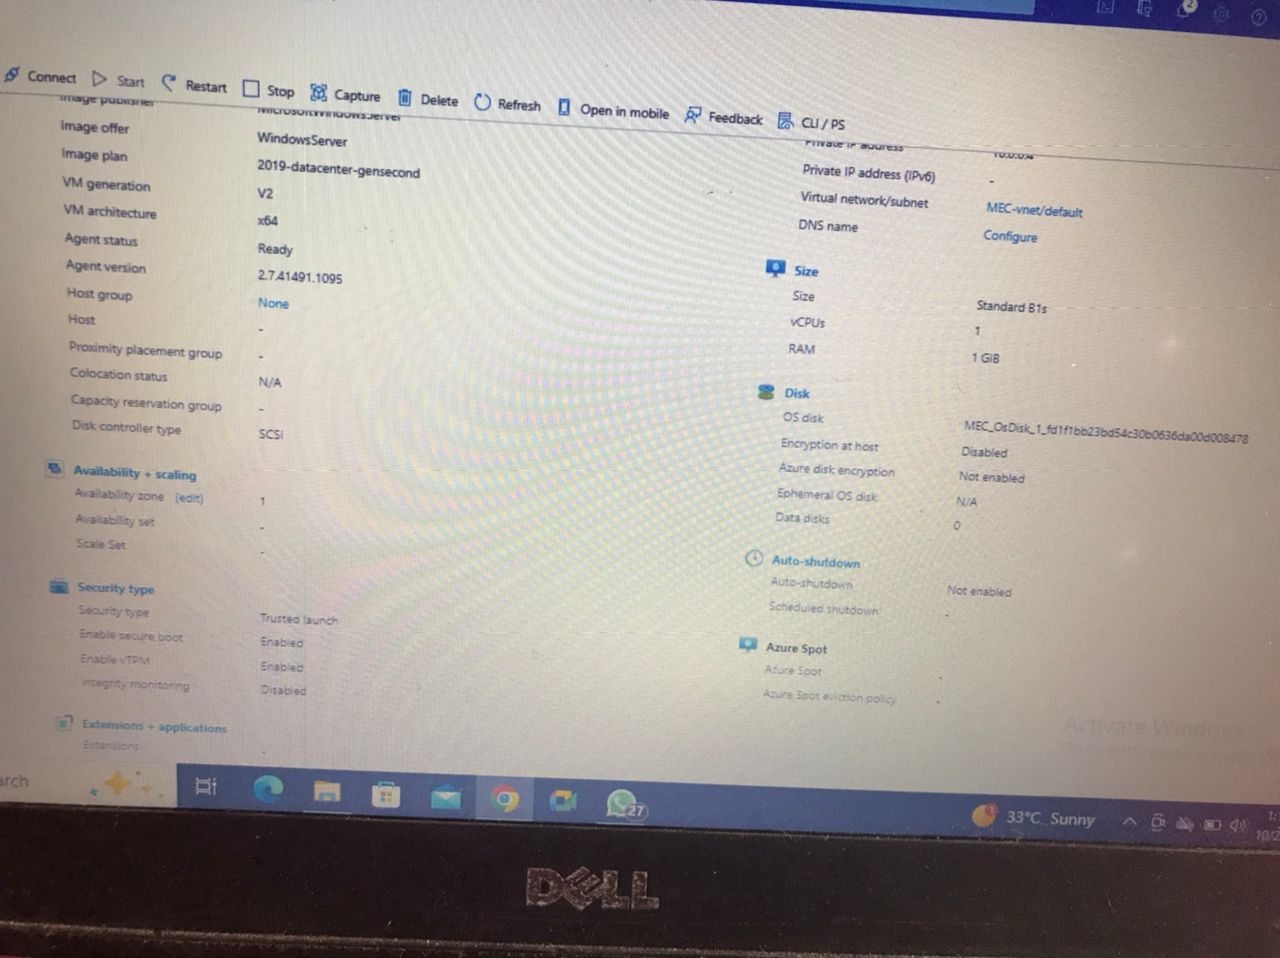 2
Connect Start Restart Stop Capture Delete Refresh Open in mobile Feedback CLI / PS
Image publisher MicrosoftWindowsServer
Image offer WindowsServer
Image plan 2019-datacenter-gensecond
VM generation V2
VM architecture x64
Agent status Ready
Agent version 2.7.41491.1095
Host group None
Host -
Proximity placement group -
Colocation status N/A
Capacity reservation group -
Disk controller type SCSI
Availability + scaling
Availability zone (edit) 1
Availability set -
Scale Set -
Security type
Security type Trusted launch
Enable secure boot Enabled
Enable vTPM Enabled
Integrity monitoring Disabled
Extensions + applications
Extensions -
Private IP address 10.0.0.4
Private IP address (IPv6) -
Virtual network/subnet MEC-vnet/default
DNS name Configure
Size
Size Standard B1s
vCPUs 1
RAM 1 GiB
Disk
OS disk MEC_OsDisk_1_fd1f1bb23bd54c30b0636da00d008478
Encryption at host Disabled
Azure disk encryption Not enabled
Ephemeral OS disk N/A
Data disks 0
Auto-shutdown
Auto-shutdown Not enabled
Scheduled shutdown -
Azure Spot
Azure Spot -
Azure Spot eviction policy -
Activate Windows
arch
27
33°C Sunny
DELL